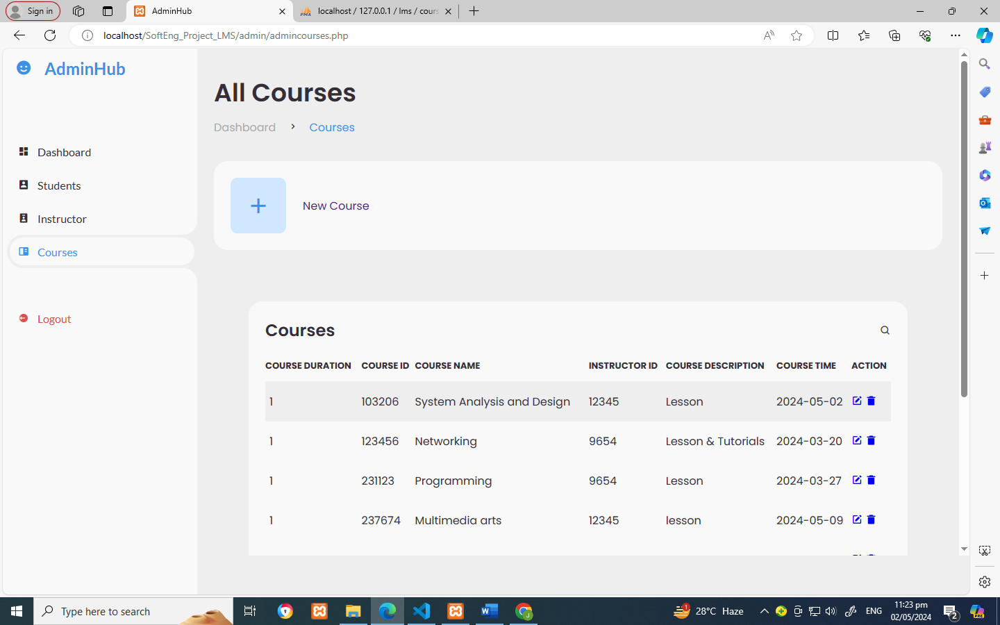 Sign in
AdminHub
localhost / 127.0.0.1 / lms / cours
localhost/SoftEng_Project_LMS/admin/admincourses.php
AdminHub
Dashboard
Students
Instructor
Courses
Logout
All Courses
Dashboard > Courses
+ New Course
Courses
COURSE DURATION COURSE ID COURSE NAME INSTRUCTOR ID COURSE DESCRIPTION COURSE TIME ACTION
1 103206 System Analysis and Design 12345 Lesson 2024-05-02
1 123456 Networking 9654 Lesson & Tutorials 2024-03-20
1 231123 Programming 9654 Lesson 2024-03-27
1 237674 Multimedia arts 12345 lesson 2024-05-09
Type here to search
1
28°C Haze
ENG
11:23 pm
02/05/2024
2
PRE